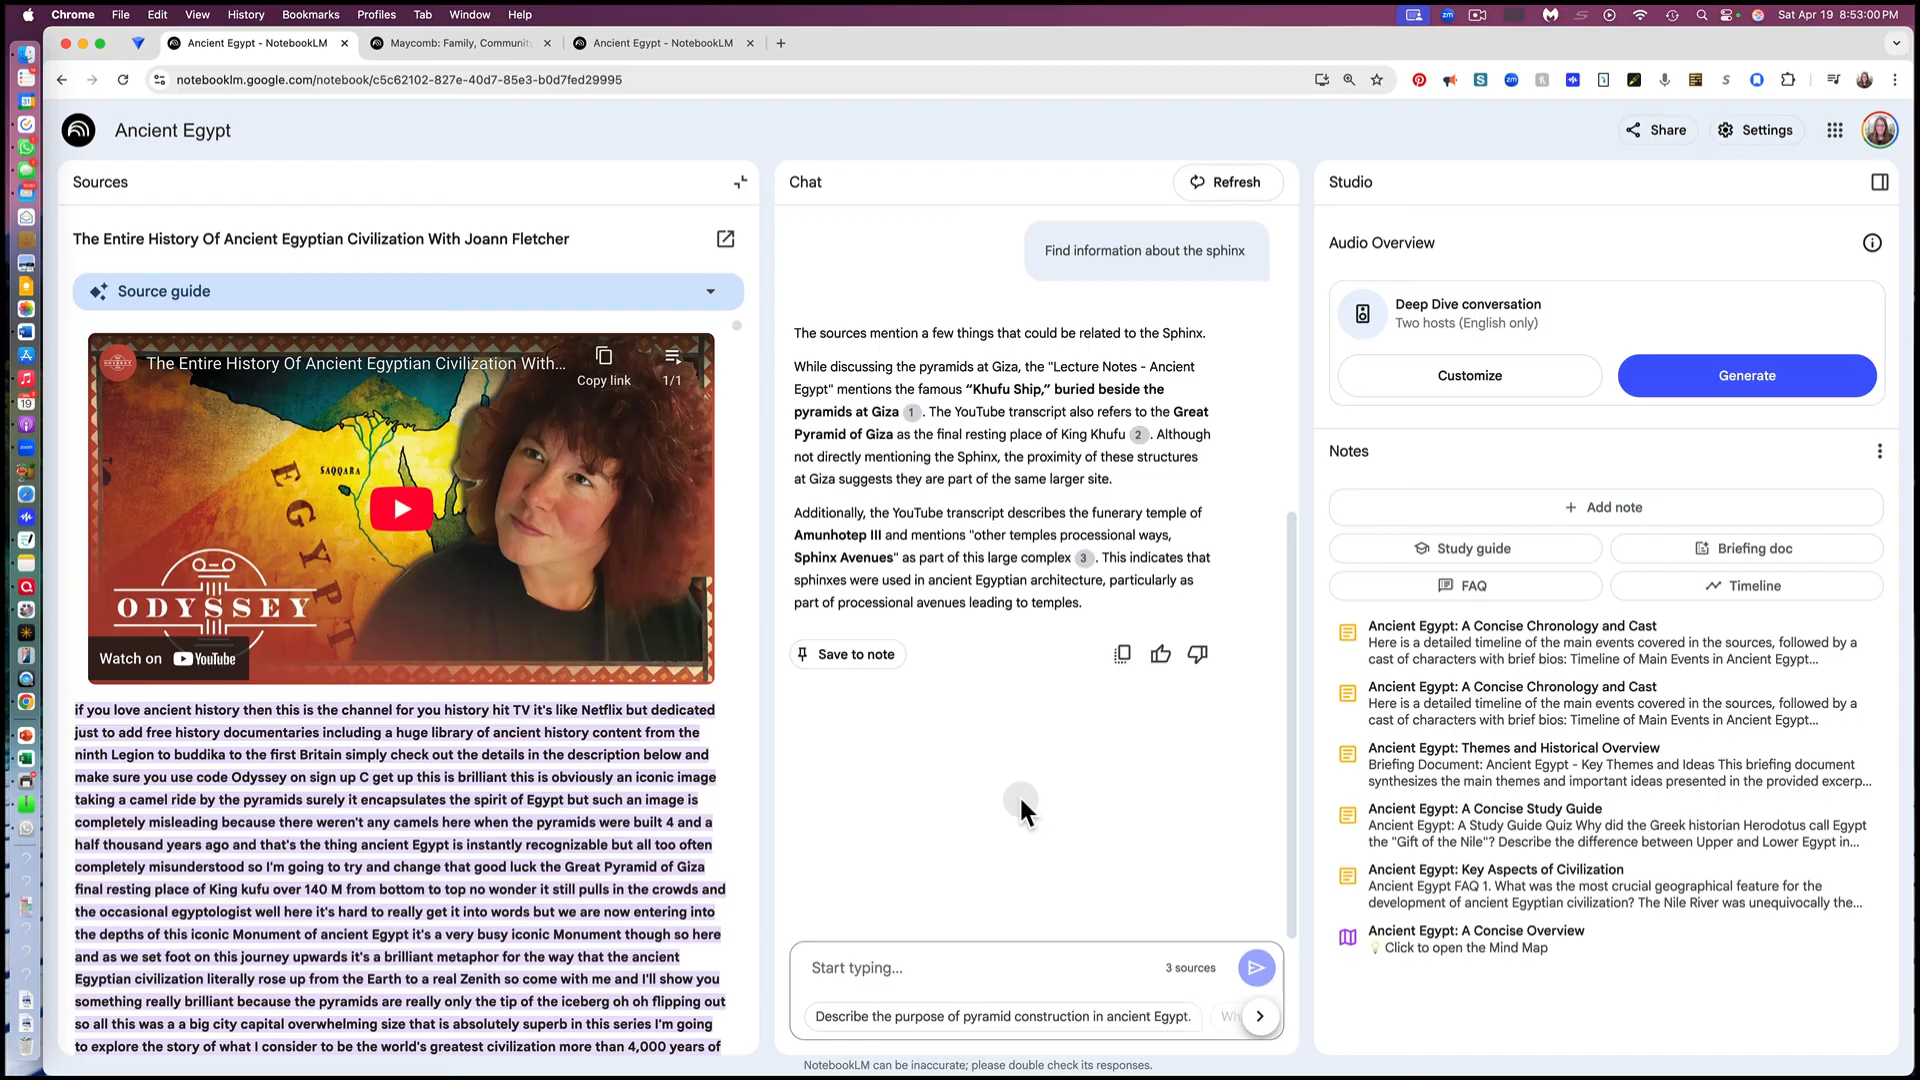 Chrome File Edit View History Bookmarks Profiles Tab Window Help
Sat Apr 19 8:53:00 PM
Ancient Egypt - NotebookLM
Maycomb: Family, Communit
Ancient Egypt - NotebookLM
notebooklm.google.com/notebook/c5c62102-827e-40d7-85e3-b0d7fed29995
Ancient Egypt
Share
Settings
Sources
The Entire History Of Ancient Egyptian Civilization With Joann Fletcher
Source guide
The Entire History Of Ancient Egyptian Civilization With...
Copy link
1/1
SAQQARA
EGYPT
ODYSSEY
Watch on YouTube
if you love ancient history then this is the channel for you history hit TV it's like Netflix but dedicated
just to add free history documentaries including a huge library of ancient history content from the
ninth Legion to buddika to the first Britain simply check out the details in the description below and
make sure you use code Odyssey on sign up C get up this is brilliant this is obviously an iconic image
taking a camel ride by the pyramids surely it encapsulates the spirit of Egypt but such an image is
completely misleading because there weren't any camels here when the pyramids were built 4 and a
half thousand years ago and that's the thing ancient Egypt is instantly recognizable but all too often
completely misunderstood so I'm going to try and change that good luck the Great Pyramid of Giza
final resting place of King kufu over 140 M from bottom to top no wonder it still pulls in the crowds and
the occasional egyptologist well here it's hard to really get it into words but we are now entering into
the depths of this iconic Monument of ancient Egypt it's a very busy iconic Monument though so here
and as we set foot on this journey upwards it's a brilliant metaphor for the way that the ancient
Egyptian civilization literally rose up from the Earth to a real Zenith so come with me and I'll show you
something really brilliant because the pyramids are really only the tip of the iceberg oh oh flipping out
so all this was a a big city capital overwhelming size that is absolutely superb in this series I'm going
to explore the story of what I consider to be the world's greatest civilization more than 4,000 years of
Chat
Refresh
Find information about the sphinx
The sources mention a few things that could be related to the Sphinx.
While discussing the pyramids at Giza, the "Lecture Notes - Ancient
Egypt" mentions the famous “Khufu Ship,” buried beside the
pyramids at Giza 1. The YouTube transcript also refers to the Great
Pyramid of Giza as the final resting place of King Khufu 2. Although
not directly mentioning the Sphinx, the proximity of these structures
at Giza suggests they are part of the same larger site.
Additionally, the YouTube transcript describes the funerary temple of
Amunhotep III and mentions "other temples processional ways,
Sphinx Avenues" as part of this large complex 3. This indicates that
sphinxes were used in ancient Egyptian architecture, particularly as
part of processional avenues leading to temples.
Save to note
Start typing...
3 sources
Describe the purpose of pyramid construction in ancient Egypt.
Wh
NotebookLM can be inaccurate; please double check its responses.
Studio
Audio Overview
Deep Dive conversation
Two hosts (English only)
Customize
Generate
Notes
+ Add note
Study guide
Briefing doc
FAQ
Timeline
Ancient Egypt: A Concise Chronology and Cast
Here is a detailed timeline of the main events covered in the sources, followed by a
cast of characters with brief bios: Timeline of Main Events in Ancient Egypt...
Ancient Egypt: A Concise Chronology and Cast
Here is a detailed timeline of the main events covered in the sources, followed by a
cast of characters with brief bios: Timeline of Main Events in Ancient Egypt...
Ancient Egypt: Themes and Historical Overview
Briefing Document: Ancient Egypt - Key Themes and Ideas This briefing document
synthesizes the main themes and important ideas presented in the provided excerp...
Ancient Egypt: A Concise Study Guide
Ancient Egypt: A Study Guide Quiz Why did the Greek historian Herodotus call Egypt
the "Gift of the Nile"? Describe the difference between Upper and Lower Egypt in...
Ancient Egypt: Key Aspects of Civilization
Ancient Egypt FAQ 1. What was the most crucial geographical feature for the
development of ancient Egyptian civilization? The Nile River was unequivocally the...
Ancient Egypt: A Concise Overview
Click to open the Mind Map